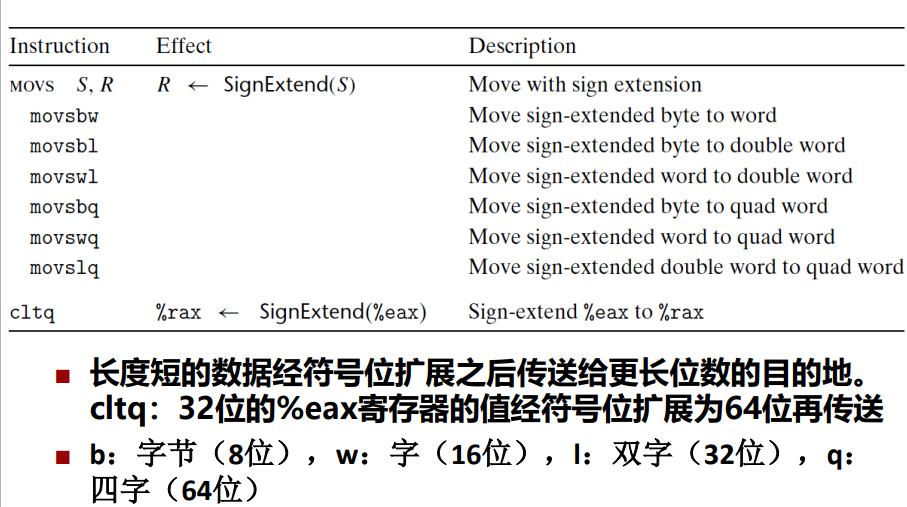 Instruction Effect Description
MOVS S, R R ← SignExtend(S) Move with sign extension
movsbw Move sign-extended byte to word
movsbl Move sign-extended byte to double word
movswl Move sign-extended word to double word
movsbq Move sign-extended byte to quad word
movswq Move sign-extended word to quad word
movslq Move sign-extended double word to quad word
cltq %rax ← SignExtend(%eax) Sign-extend %eax to %rax
■ 长度短的数据经符号位扩展之后传送给更长位数的目的地。
cltq：32位的%eax寄存器的值经符号位扩展为64位再传送
■ b：字节（8位），w：字（16位），l：双字（32位），q：
四字（64位）